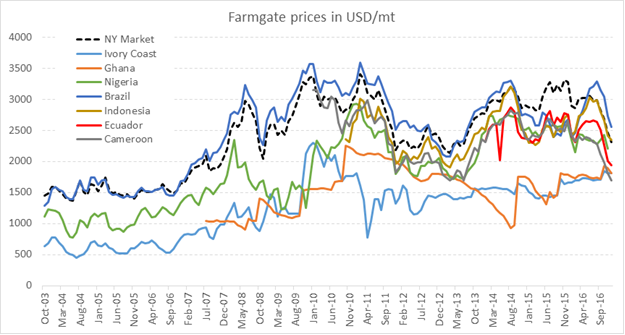 Farmgate prices in USD/mt
4000
3500
3000
2500
2000
1500
1000
500
0
NY Market
Ivory Coast
Ghana
Nigeria
Brazil
Indonesia
Ecuador
Cameroon
Oct-03
Mar-04
Aug-04
Jan-05
Jun-05
Nov-05
Apr-06
Sep-06
Feb-07
Jul-07
Dec-07
May-08
Oct-08
Mar-09
Aug-09
Jan-10
Jun-10
Nov-10
Apr-11
Sep-11
Feb-12
Jul-12
Dec-12
May-13
Oct-13
Mar-14
Aug-14
Jan-15
Jun-15
Nov-15
Apr-16
Sep-16